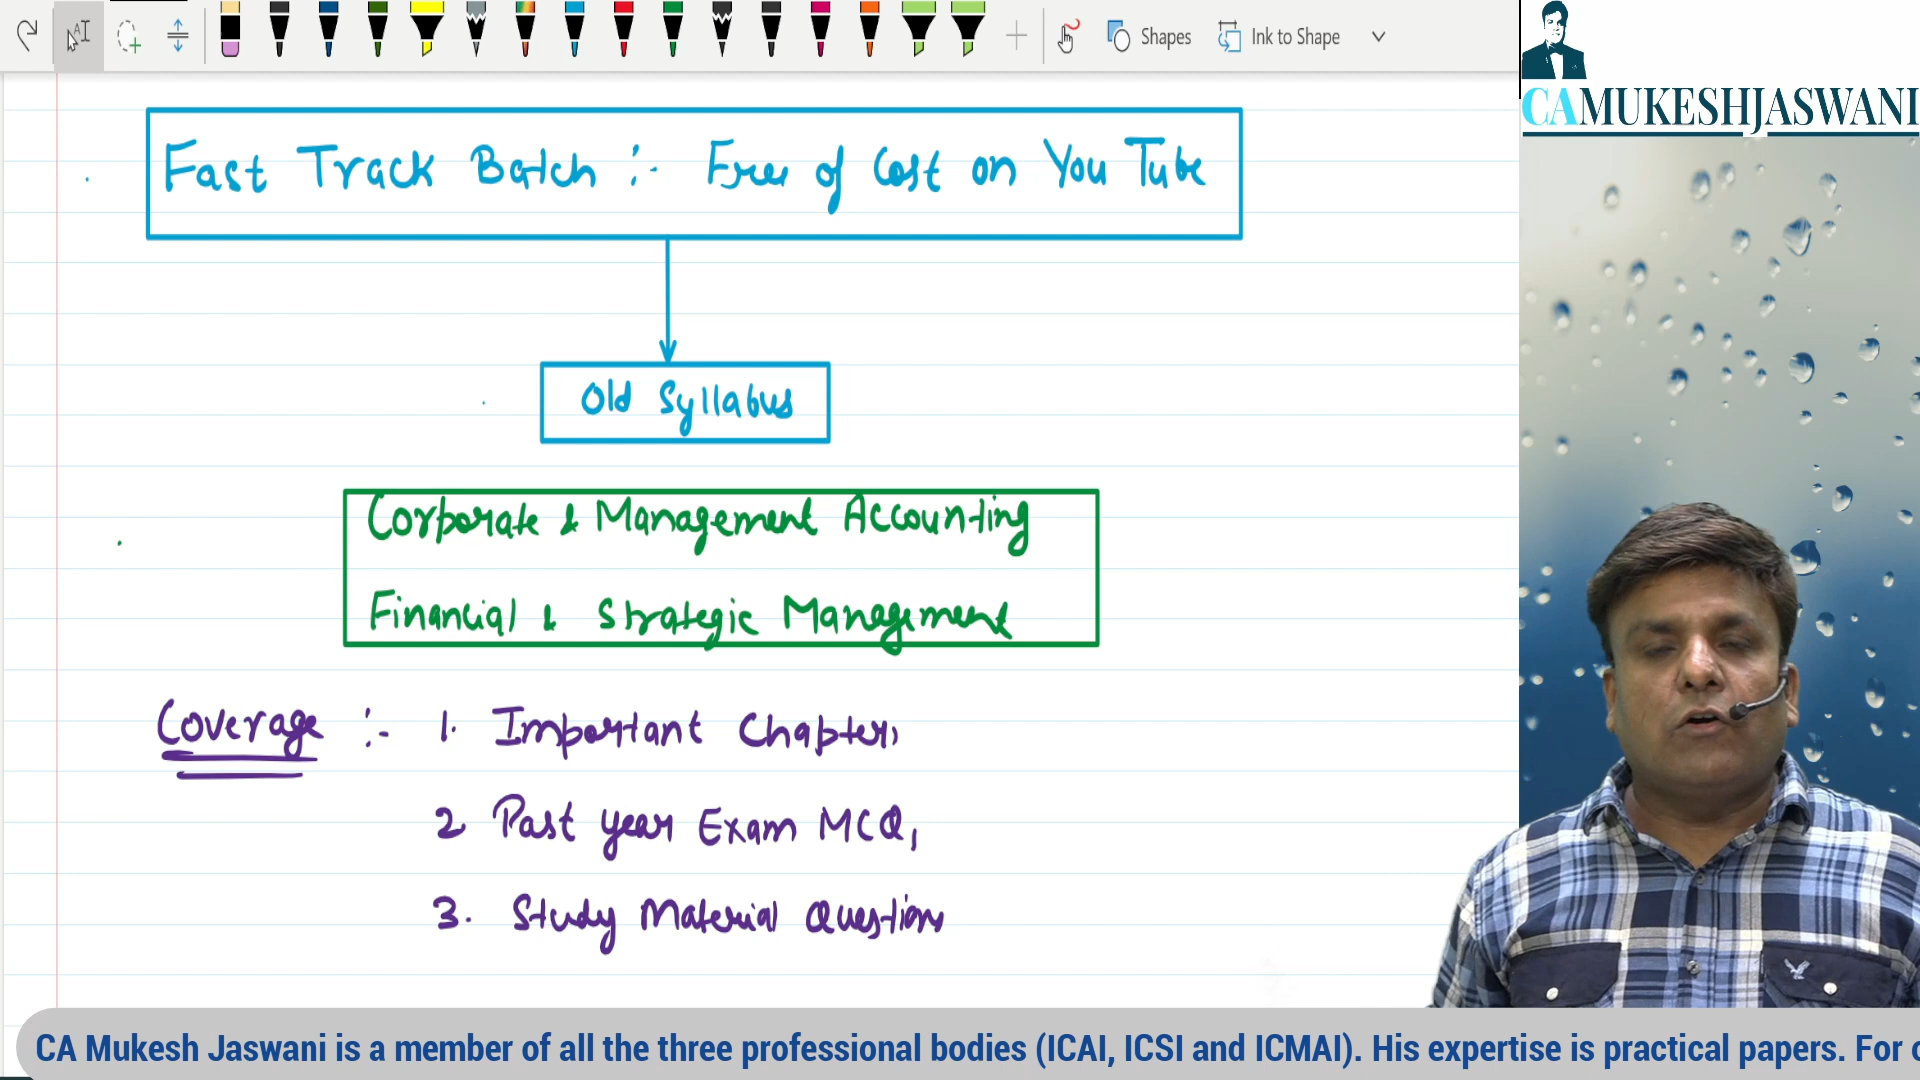 Shapes
Ink to Shape
CAMUKESHJASWANI
Fast Track Batch :- Free of Cost on You Tube
Old Syllabus
Corporate & Management Accounting
Financial & Strategic Management
Coverage :- 1. Important Chapters
2 Past year Exam MCQs
3. Study Material Questions
CA Mukesh Jaswani is a member of all the three professional bodies (ICAI, ICSI and ICMAI). His expertise is practical papers. For